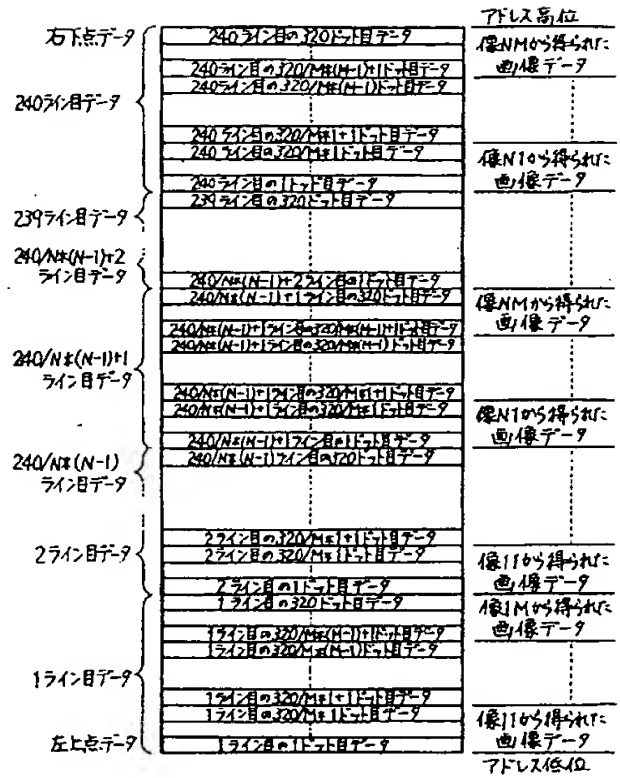 アドレス高位
右下点データ
240ライン目の320ドット目データ
像NMから得られた
画像データ
240ライン目の320/M*(M-1)+1ドット目データ
240ライン目の320/M*(M-1)ドット目データ
240ライン目データ
240ライン目の320/M*1+1ドット目データ
240ライン目の320/M*1ドット目データ
像N1から得られた
画像データ
240ライン目の1ドット目データ
239ライン目の320ドット目データ
239ライン目データ
240/N*(N-1)+2
ライン目データ
240/N*(N-1)+2ライン目の1ドット目データ
240/N*(N-1)+1ライン目の320ドット目データ
像NMから得られた
画像データ
240/N*(N-1)+1ライン目の320/M*(M-1)+1ドット目データ
240/N*(N-1)+1ライン目の320/M*(M-1)ドット目データ
240/N*(N-1)+1
ライン目データ
240/N*(N-1)+1ライン目の320/M*1+1ドット目データ
240/N*(N-1)+1ライン目の320/M*1ドット目データ
像N1から得られた
画像データ
240/N*(N-1)+1ライン目の1ドット目データ
240/N*(N-1)ライン目の320ドット目データ
240/N*(N-1)
ライン目データ
2ライン目の320/M*1+1ドット目データ
2ライン目の320/M*1ドット目データ
2ライン目データ
像11から得られた
画像データ
2ライン目の1ドット目データ
1ライン目の320ドット目データ
像1Mから得られた
画像データ
1ライン目の320/M*(M-1)+1ドット目データ
1ライン目の320/M*(M-1)ドット目データ
1ライン目データ
1ライン目の320/M*1+1ドット目データ
1ライン目の320/M*1ドット目データ
像11から得られた
画像データ
左上点データ
1ライン目の1ドット目データ
アドレス低位